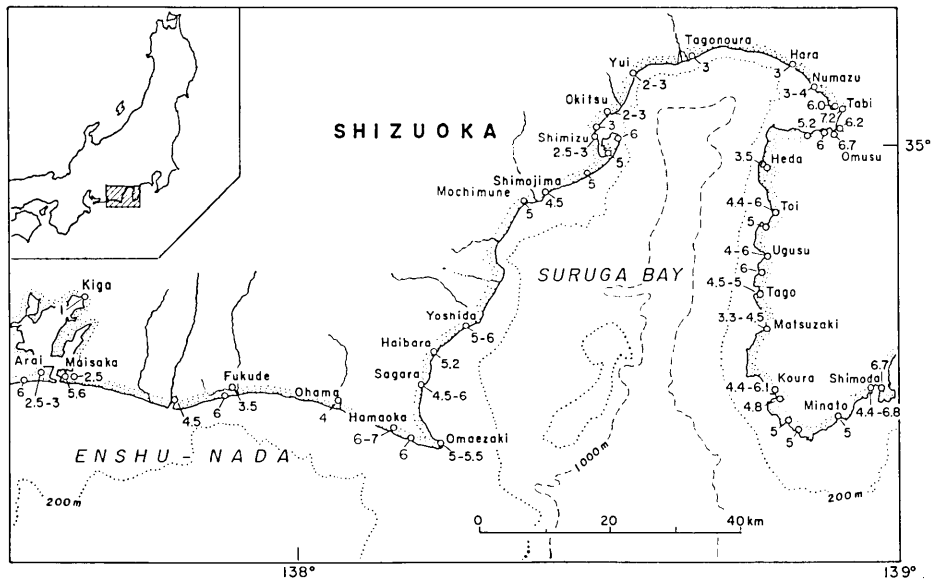 Tagonoura
3
Yui
2-3
Hara
3
Numazu
3-4
Okitsu
2-3
6.0
Tabi
7.2
6.2
SHIZUOKA
3
Shimizu
6
5.2
6
6.7
Omusu
35°
2.5-3
5
3.5
Heda
5
Shimojima
4.5
Mochimune
5
4.4-6
Toi
5
4-6
Ugusu
SURUGA BAY
6
4.5-5
Tago
Kiga
3.3-4.5
Matsuzaki
Yoshida
5-6
Haibara
5.2
Arai
Maisaka
2.5
6
2.5-3
5.6
Sagara
4.5-6
6.7
4.4-6.1
Koura
Shimoda
4.8
4.4-6.8
Fukude
3.5
6
4.5
Ohama
4
Minato
5
5
5
Hamaoka
6-7
6
Omaezaki
5-5.5
ENSHU-NADA
1000m
200m
200m
0 20 40km
138°
139°